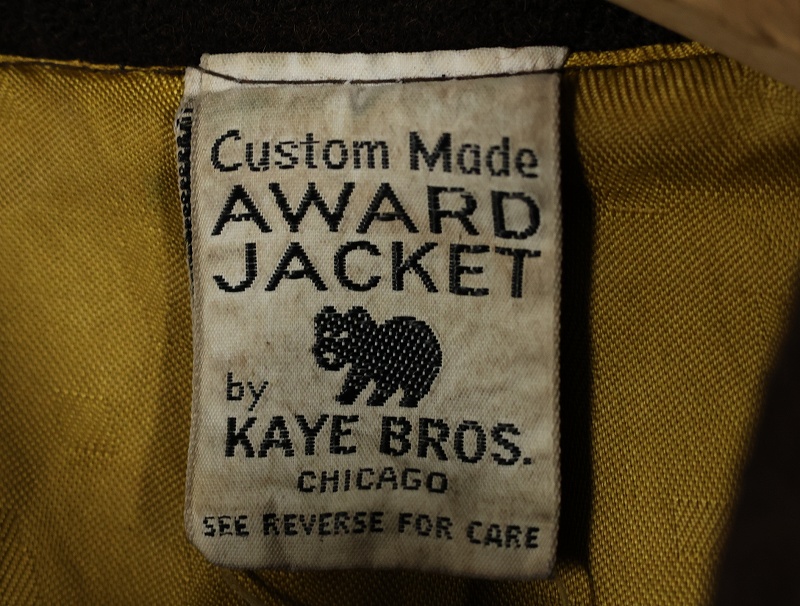 Custom Made
AWARD
JACKET
by
KAYE BROS.
CHICAGO
SEE REVERSE FOR CARE